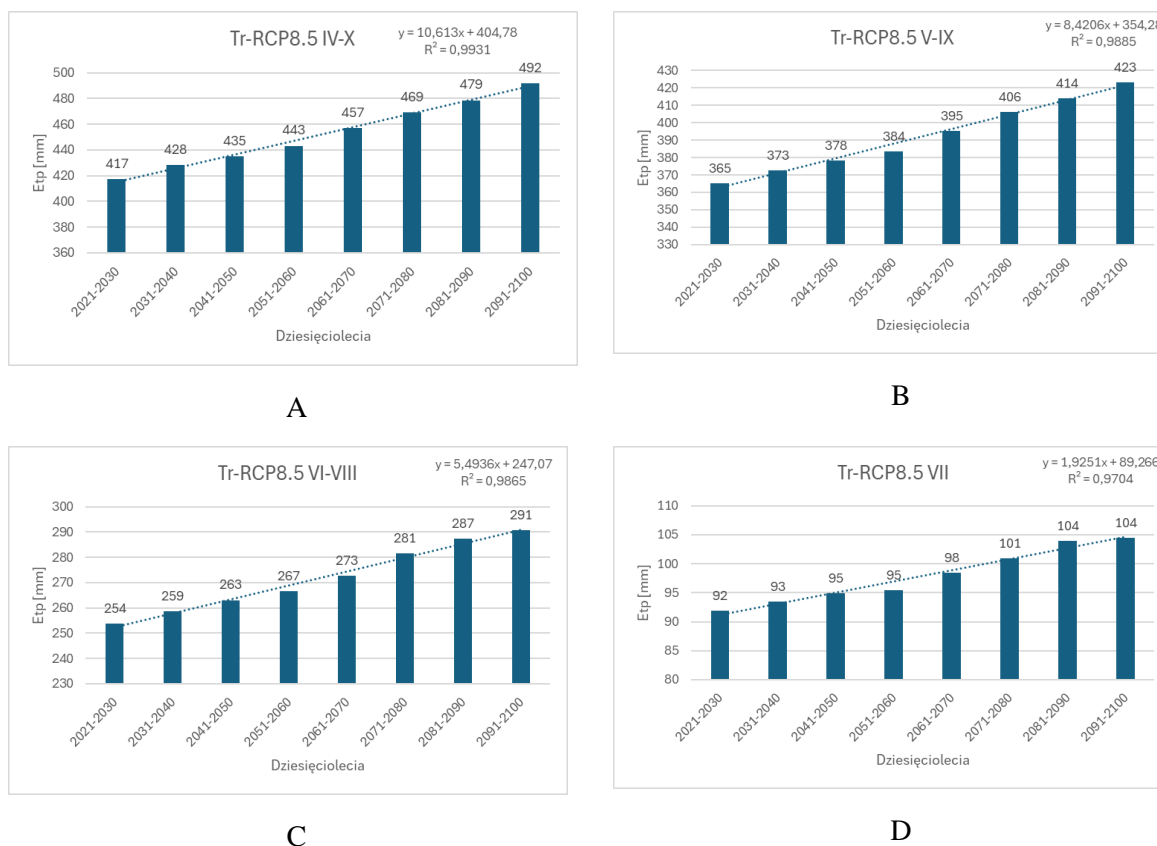 Tr-RCP8.5 IV-X
y = 10,613x + 404,78
R² = 0,9931
Etp [mm]
500
480
460
440
420
400
380
360
417 428 435 443 457 469 479 492
2021-2030 2031-2040 2041-2050 2051-2060 2061-2070 2071-2080 2081-2090 2091-2100
Dziesięciolecia
A
Tr-RCP8.5 V-IX
y = 8,4206x + 354,28
R² = 0,9885
Etp [mm]
430
420
410
400
390
380
370
360
350
340
330
365 373 378 384 395 406 414 423
2021-2030 2031-2040 2041-2050 2051-2060 2061-2070 2071-2080 2081-2090 2091-2100
Dziesięciolecia
B
Tr-RCP8.5 VI-VIII
y = 5,4936x + 247,07
R² = 0,9865
Etp [mm]
300
290
280
270
260
250
240
230
254 259 263 267 273 281 287 291
2021-2030 2031-2040 2041-2050 2051-2060 2061-2070 2071-2080 2081-2090 2091-2100
Dziesięciolecia
C
Tr-RCP8.5 VII
y = 1,9251x + 89,266
R² = 0,9704
Etp [mm]
110
105
100
95
90
85
80
92 93 95 95 98 101 104 104
2021-2030 2031-2040 2041-2050 2051-2060 2061-2070 2071-2080 2081-2090 2091-2100
Dziesięciolecia
D